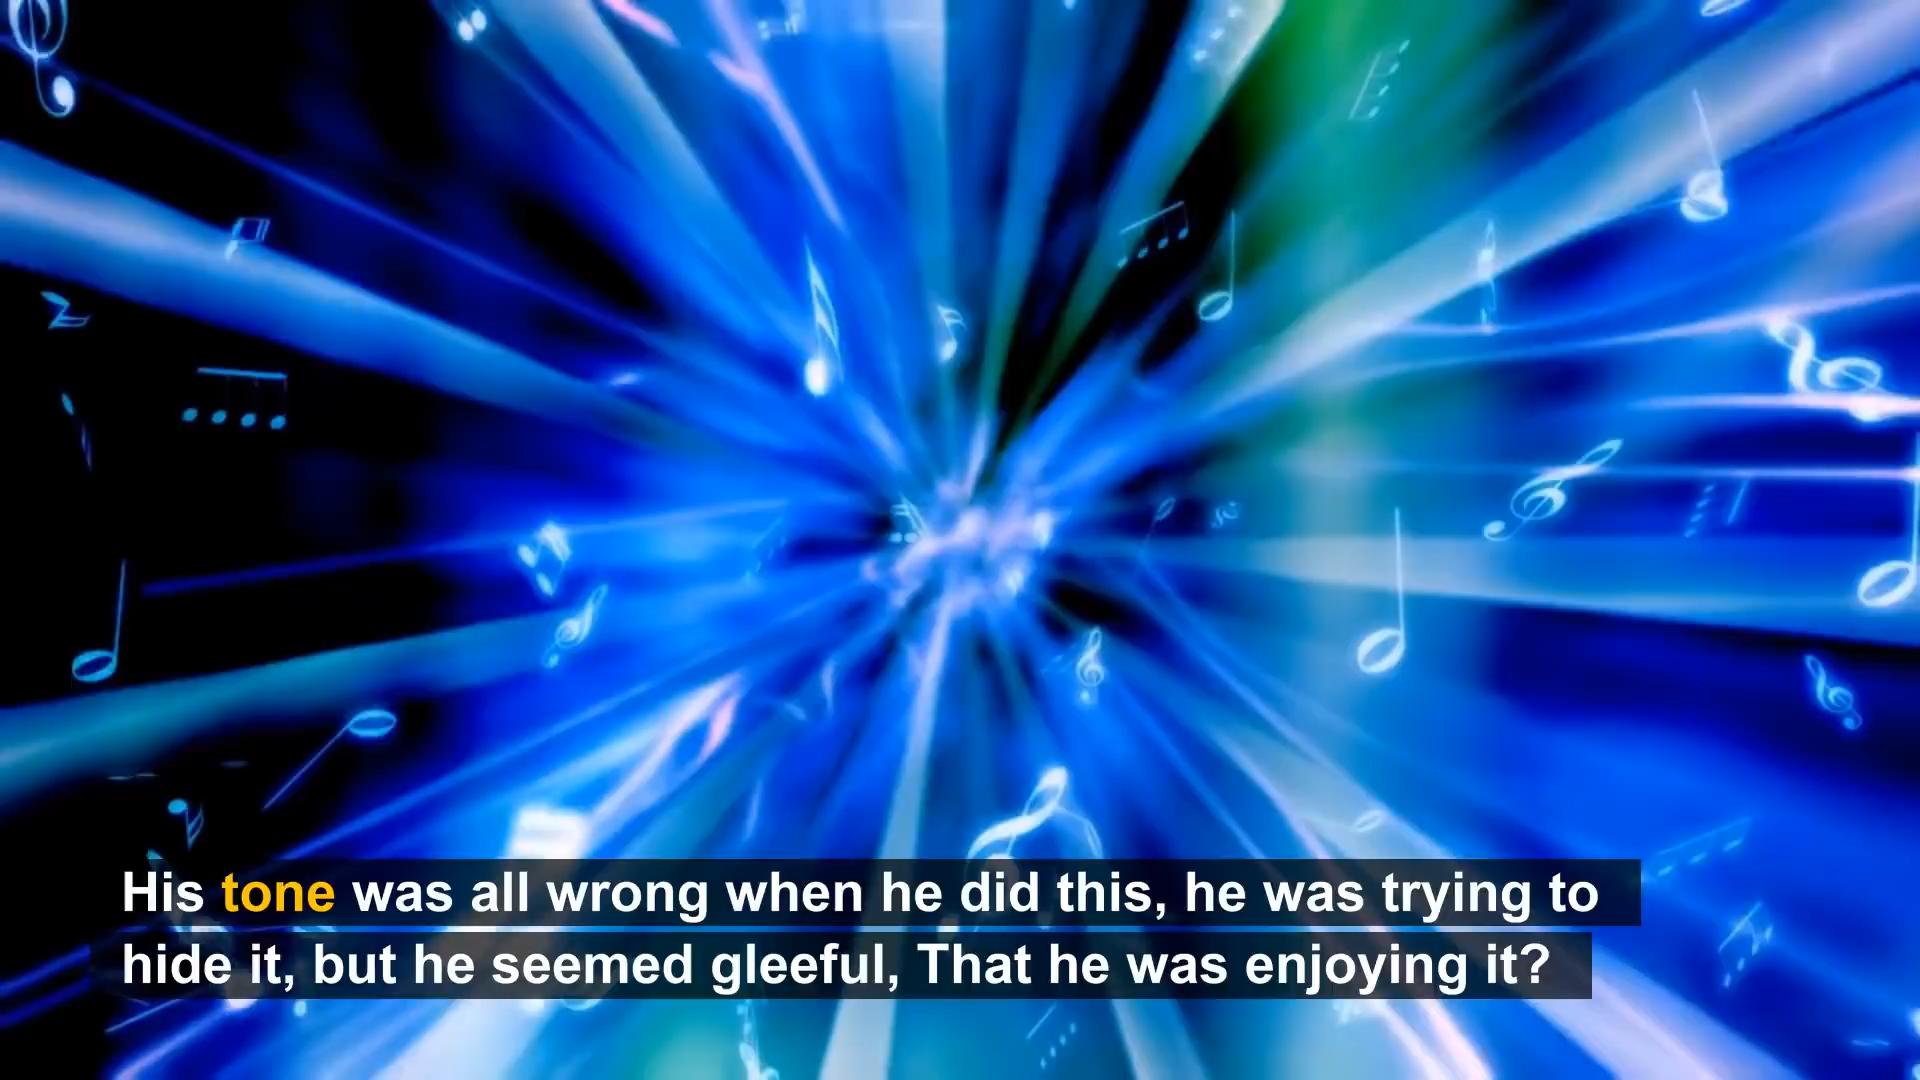 His tone was all wrong when he did this, he was trying to
hide it, but he seemed gleeful, That he was enjoying it?